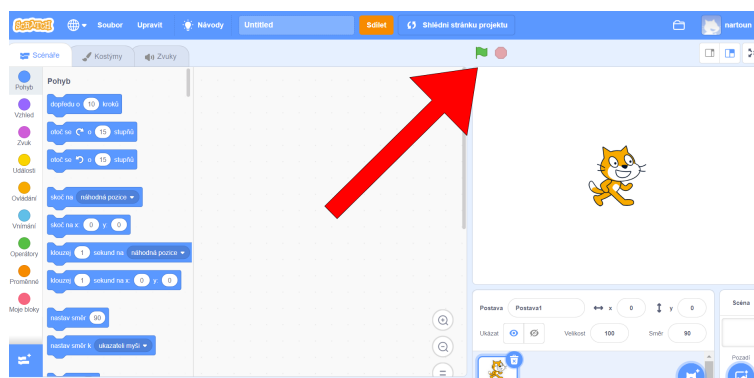 SCRATCH Soubor Upravit Návody Untitled Sdílet Shlédni stránku projektu nartoun
Scénáře Kostýmy Zvuky
Pohyb
Vzhled
Zvuk
Události
Ovládání
Vnímání
Operátory
Proměnné
Moje bloky
Pohyb
dopředu o 10 kroků
otoč se o 15 stupňů
otoč se o 15 stupňů
skoč na náhodná pozice
skoč na x: 0 y: 0
klouzej 1 sekund na náhodná pozice
klouzej 1 sekund na x: 0 y: 0
nastav směr 90
nastav směr k ukazateli myši
Postava Postava1 x 0 y 0
Ukázat Velikost 100 Směr 90
Scéna
Pozadí